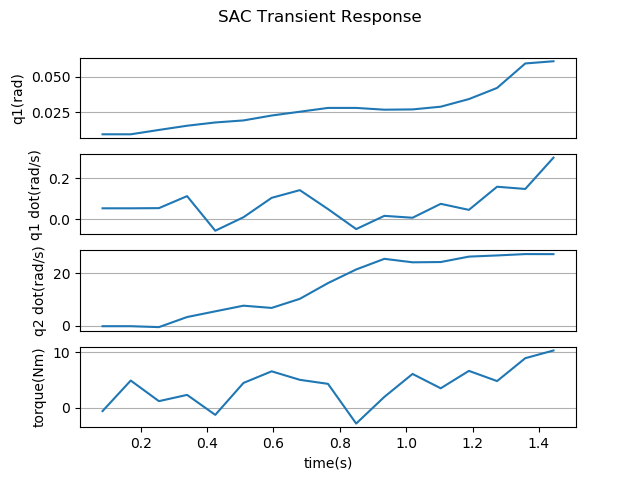 SAC Transient Response
q1(rad)
0.050
0.025
q1 dot(rad/s)
0.2
0.0
q2 dot(rad/s)
20
0
torque(Nm)
10
0
0.2 0.4 0.6 0.8 1.0 1.2 1.4
time(s)